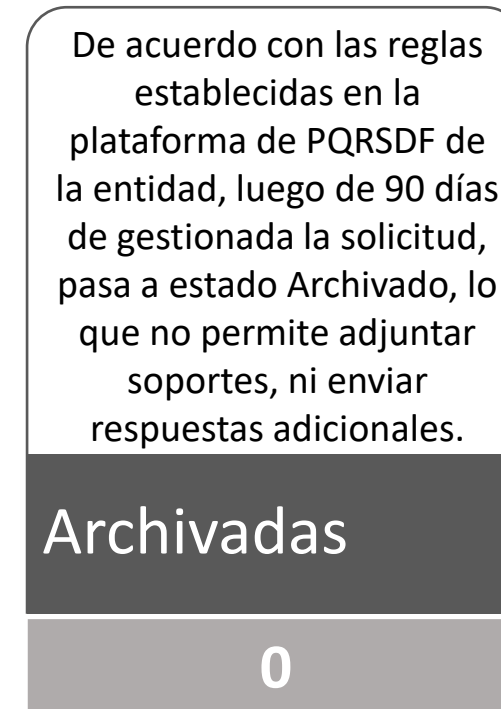 De acuerdo con las reglas
establecidas en la
plataforma de PQRSDF de
la entidad, luego de 90 días
de gestionada la solicitud,
pasa a estado Archivado, lo
que no permite adjuntar
soportes, ni enviar
respuestas adicionales.
Archivadas
0